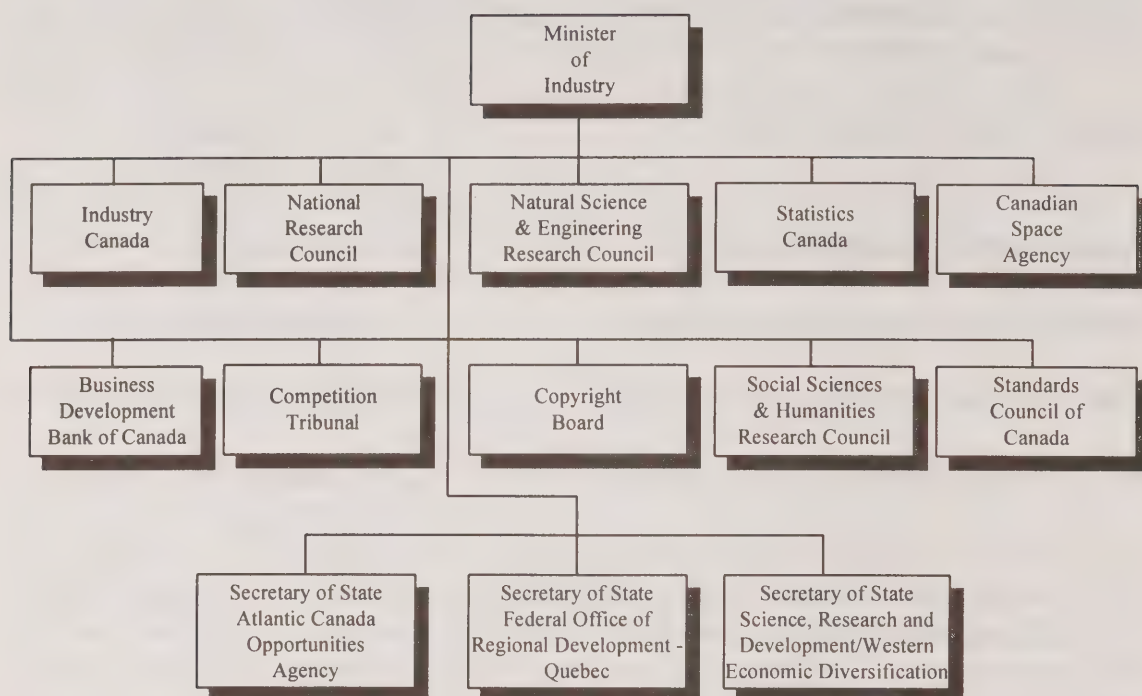 Minister
of
Industry
Industry
Canada
National
Research
Council
Natural Science
& Engineering
Research Council
Statistics
Canada
Canadian
Space
Agency
Business
Development
Bank of Canada
Competition
Tribunal
Copyright
Board
Social Sciences
& Humanities
Research Council
Standards
Council of
Canada
Secretary of State
Atlantic Canada
Opportunities
Agency
Secretary of State
Federal Office of
Regional Development -
Quebec
Secretary of State
Science, Research and
Development/Western
Economic Diversification